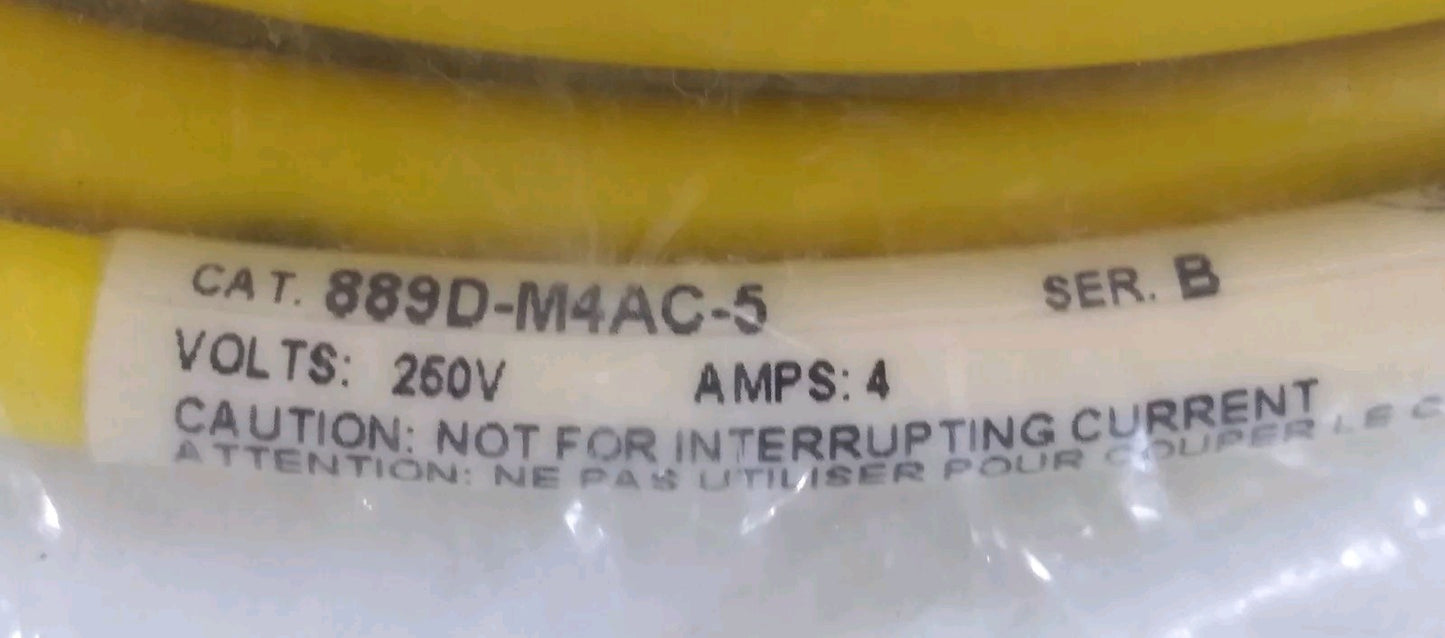 CAT. 889D-M4AC-5 SER. B
VOLTS: 250V AMPS: 4
CAUTION: NOT FOR INTERRUPTING CURRENT
ATTENTION: NE PAS UTILISER POUR COUPER LE